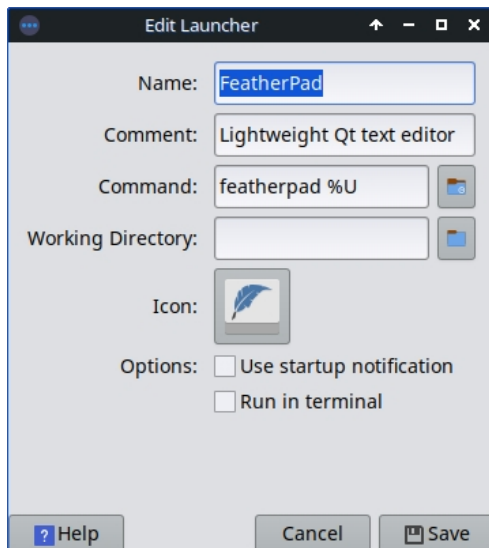 Edit Launcher
Name: FeatherPad
Comment: Lightweight Qt text editor
Command: featherpad %U
Working Directory:
Icon:
Options: Use startup notification
Run in terminal
? Help Cancel Save